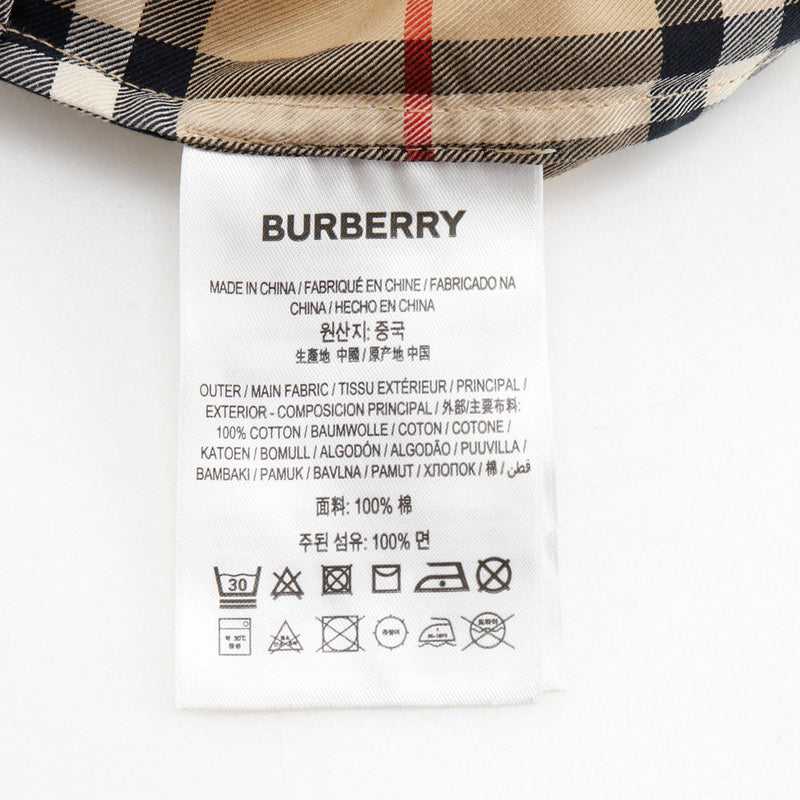 BURBERRY
MADE IN CHINA / FABRIQUÉ EN CHINE / FABRICADO NA
CHINA / HECHO EN CHINA
원산지: 중국
生產地 中國 / 原产地 中国
OUTER / MAIN FABRIC / TISSU EXTÉRIEUR / PRINCIPAL /
EXTERIOR - COMPOSICION PRINCIPAL / 外部/主要布料:
100% COTTON / BAUMWOLLE / COTON / COTONE /
KATOEN / BOMULL / ALGODÓN / ALGODÃO / PUUVILLA /
BAMBAKI / PAMUK / BAVLNA / PAMUT / ХЛОПОК / 棉 / قطن /
面料: 100% 棉
주된 섬유: 100% 면
30